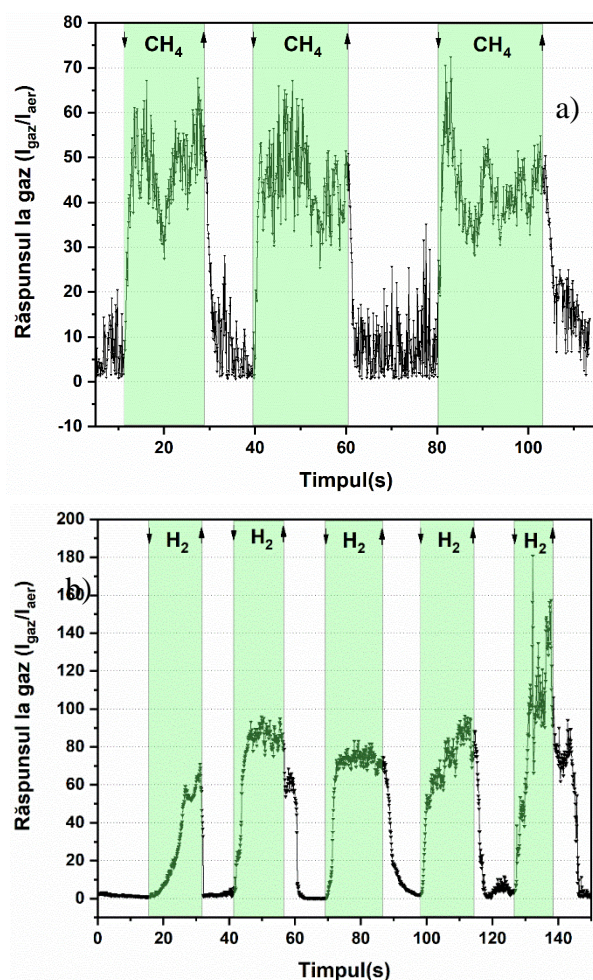 80
CH4 CH4 CH4
70
a)
60
50
40
30
20
10
0
-10
20 40 60 80 100
Răspunsul la gaz (Igaz/Iaer)
Timpul(s)
200
H2 H2 H2 H2 H2
180
b)
160
140
120
100
80
60
40
20
0
0 20 40 60 80 100 120 140
Răspunsul la gaz (Igaz/Iaer)
Timpul(s)